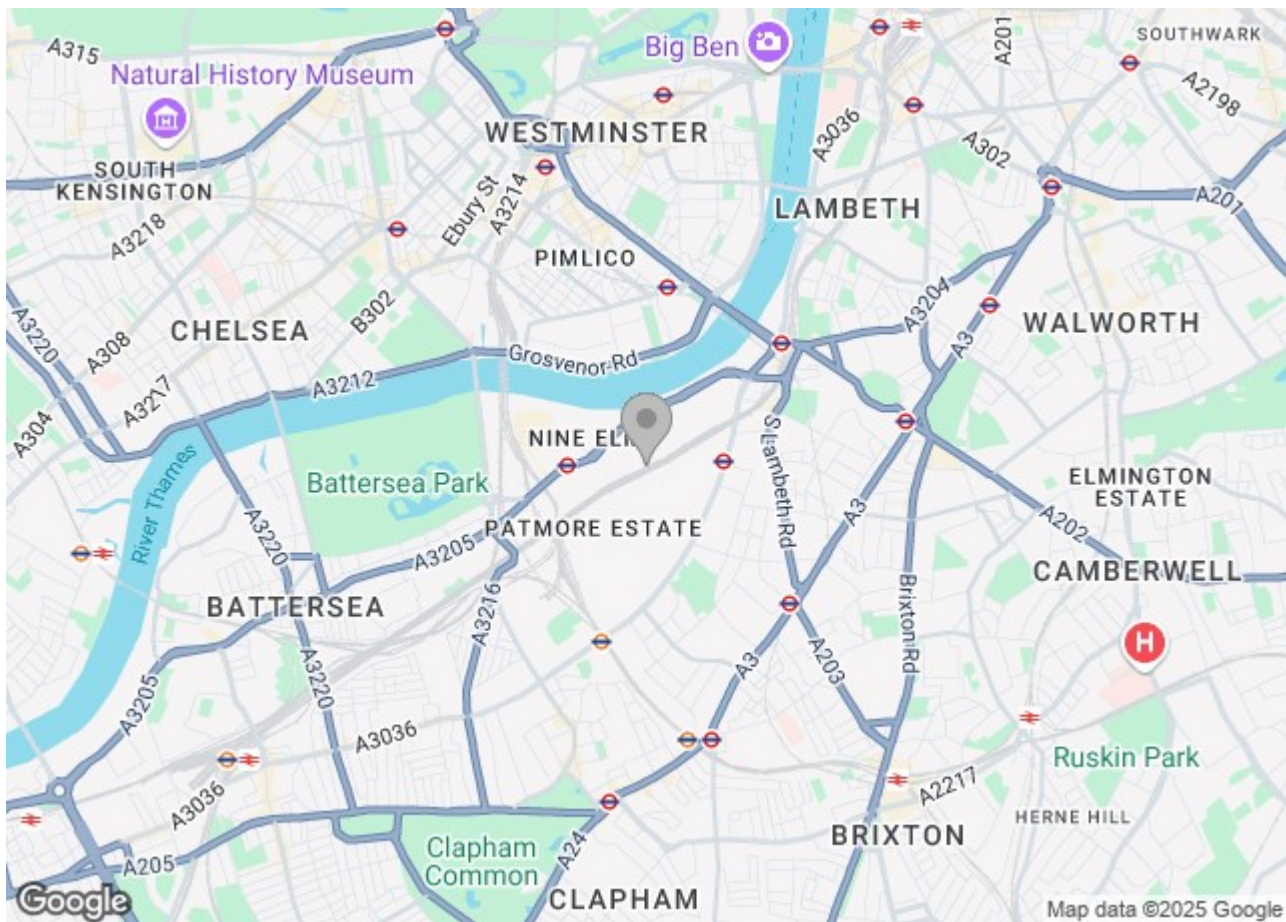 A315
Natural History Museum
SOUTH
KENSINGTON
A3218
Big Ben
A201
SOUTHWARK
A2198
WESTMINSTER
A3036
A302
Ebury St
A3214
LAMBETH
A201
PIMLICO
B302
A3220
CHELSEA
A308
A3217
A3204
A3
WALWORTH
Grosvenor Rd
A3212
A304
River Thames
NINE EL
Battersea Park
S Lambeth Rd
ELMINGTON
ESTATE
PATMORE ESTATE
A3
A202
A3220
A3205
CAMBERWELL
BATTERSEA
A3216
Brixton Rd
H
A3220
A3
A203
A3205
A3036
A3036
A2217
Ruskin Park
HERNE HILL
BRIXTON
A205
Clapham
Common
A24
CLAPHAM
Google
Map data ©2025 Google